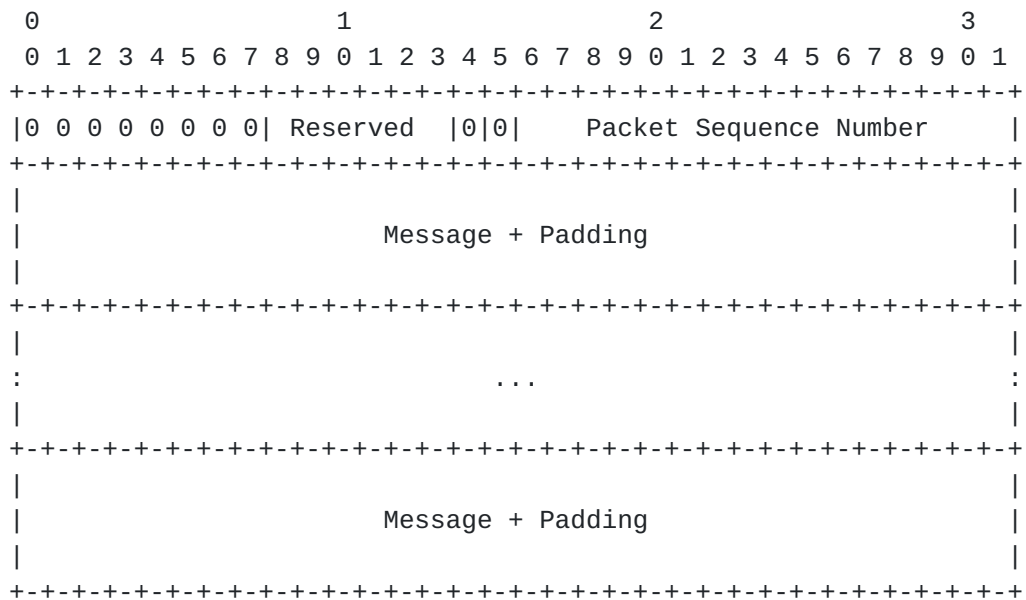 0                   1                   2                   3
 0 1 2 3 4 5 6 7 8 9 0 1 2 3 4 5 6 7 8 9 0 1 2 3 4 5 6 7 8 9 0 1
+-+-+-+-+-+-+-+-+-+-+-+-+-+-+-+-+-+-+-+-+-+-+-+-+-+-+-+-+-+-+-+-+
|0 0 0 0 0 0 0 0| Reserved  |0|0|    Packet Sequence Number     |
+-+-+-+-+-+-+-+-+-+-+-+-+-+-+-+-+-+-+-+-+-+-+-+-+-+-+-+-+-+-+-+-+
|                                                               |
|                       Message + Padding                       |
|                                                               |
+-+-+-+-+-+-+-+-+-+-+-+-+-+-+-+-+-+-+-+-+-+-+-+-+-+-+-+-+-+-+-+-+
|                                                               |
:                              ...                              :
|                                                               |
+-+-+-+-+-+-+-+-+-+-+-+-+-+-+-+-+-+-+-+-+-+-+-+-+-+-+-+-+-+-+-+-+
|                                                               |
|                       Message + Padding                       |
|                                                               |
+-+-+-+-+-+-+-+-+-+-+-+-+-+-+-+-+-+-+-+-+-+-+-+-+-+-+-+-+-+-+-+-+